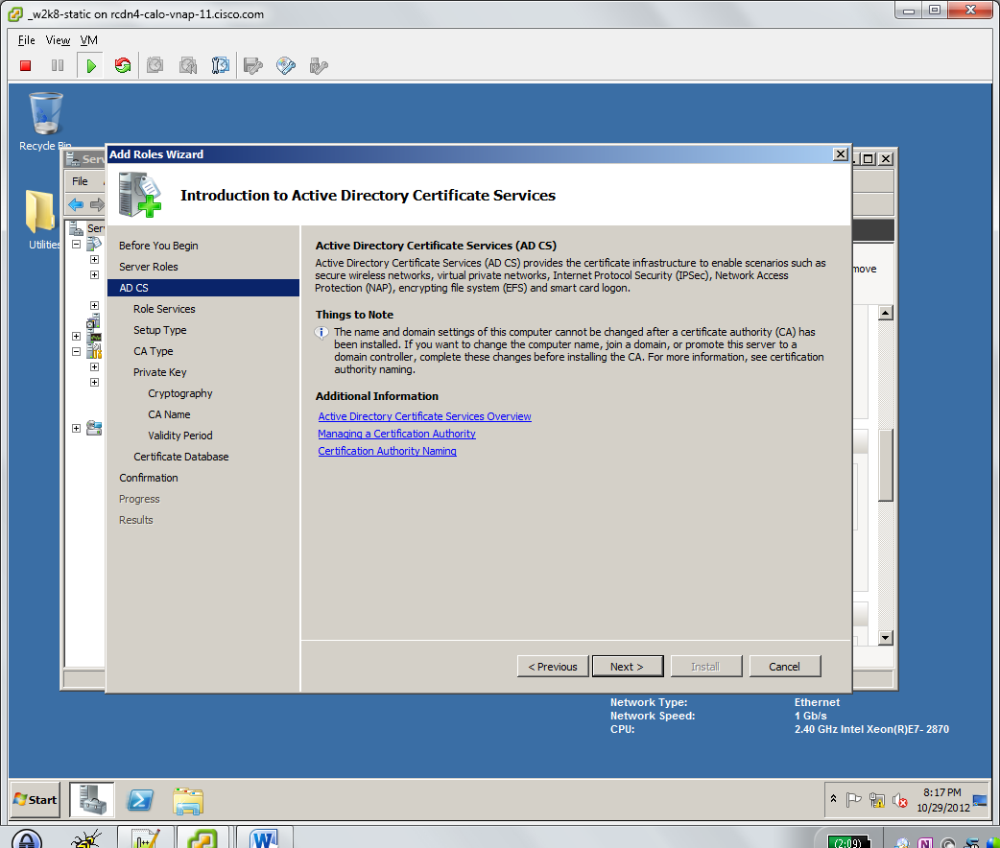 _w2k8-static on rcdn4-calo-vnap-11.cisco.com
File View VM
Recycle Bin
Utilities
Serv
File
Serv
move
Add Roles Wizard
Introduction to Active Directory Certificate Services
Before You Begin
Server Roles
AD CS
Role Services
Setup Type
CA Type
Private Key
Cryptography
CA Name
Validity Period
Certificate Database
Confirmation
Progress
Results
Active Directory Certificate Services (AD CS)
Active Directory Certificate Services (AD CS) provides the certificate infrastructure to enable scenarios such as
secure wireless networks, virtual private networks, Internet Protocol Security (IPSec), Network Access
Protection (NAP), encrypting file system (EFS) and smart card logon.
Things to Note
The name and domain settings of this computer cannot be changed after a certificate authority (CA) has
been installed. If you want to change the computer name, join a domain, or promote this server to a
domain controller, complete these changes before installing the CA. For more information, see certification
authority naming.
Additional Information
Active Directory Certificate Services Overview
Managing a Certification Authority
Certification Authority Naming
< Previous Next > Install Cancel
Network Type: Ethernet
Network Speed: 1 Gb/s
CPU: 2.40 GHz Intel Xeon(R)E7- 2870
Start
8:17 PM
10/29/2012
(2:09)